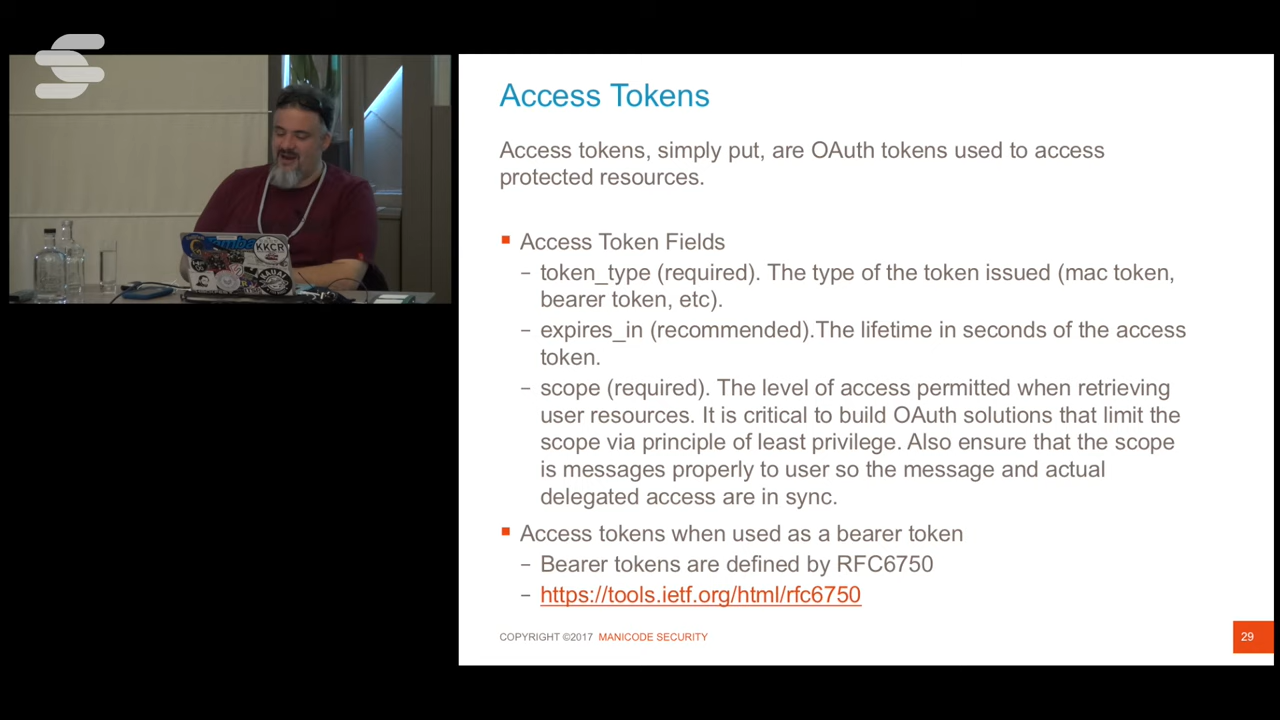 Access Tokens
Access tokens, simply put, are OAuth tokens used to access
protected resources.
Access Token Fields
token_type (required). The type of the token issued (mac token,
bearer token, etc).
expires_in (recommended).The lifetime in seconds of the access
token.
scope (required). The level of access permitted when retrieving
user resources. It is critical to build OAuth solutions that limit the
scope via principle of least privilege. Also ensure that the scope
is messages properly to user so the message and actual
delegated access are in sync.
Access tokens when used as a bearer token
Bearer tokens are defined by RFC6750
https://tools.ietf.org/html/rfc6750
COPYRIGHT ©2017 MANICODE SECURITY
29
KKCR
KAUAI